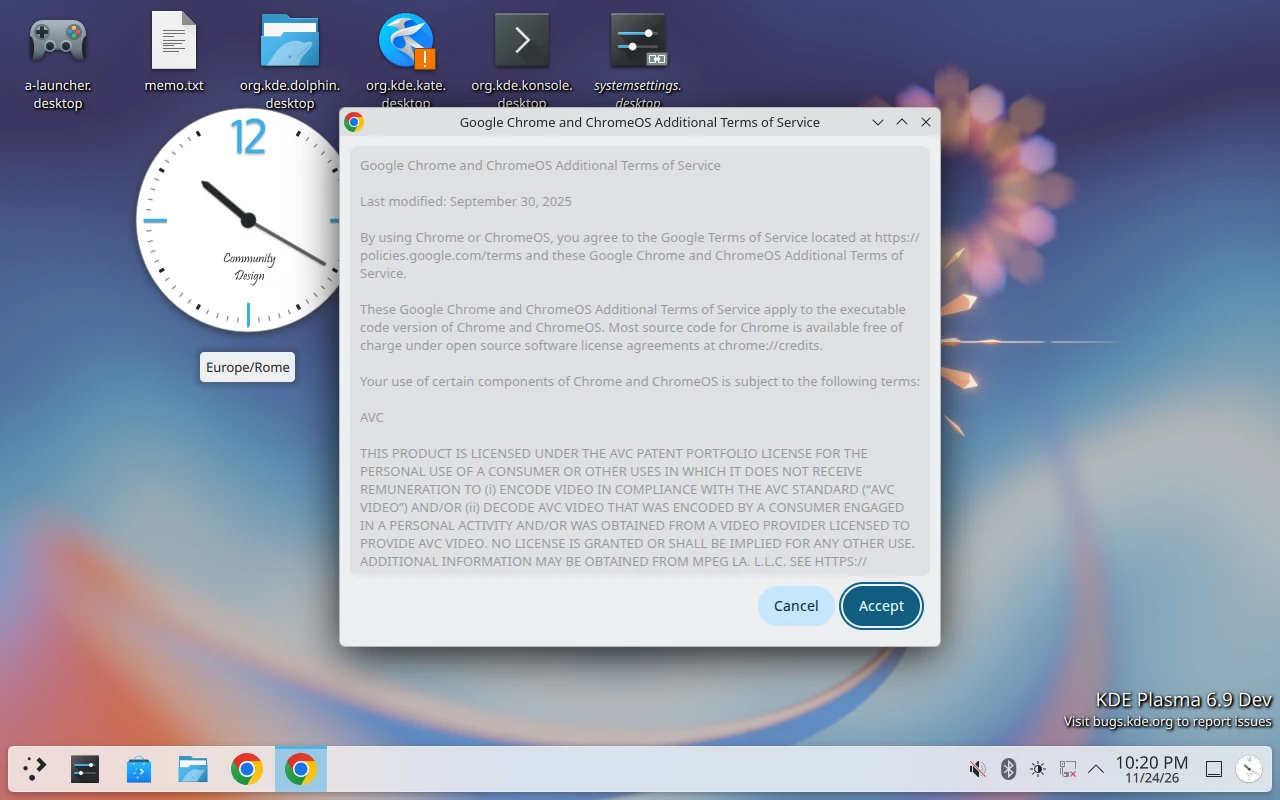 a-launcher.
desktop
memo.txt
org.kde.dolphin.
desktop
org.kde.kate.
desktop
org.kde.konsole.
desktop
systemsettings.
desktop
12
Community
Design
Europe/Rome
Google Chrome and ChromeOS Additional Terms of Service
Google Chrome and ChromeOS Additional Terms of Service
Last modified: September 30, 2025
By using Chrome or ChromeOS, you agree to the Google Terms of Service located at https://
policies.google.com/terms and these Google Chrome and ChromeOS Additional Terms of
Service.
These Google Chrome and ChromeOS Additional Terms of Service apply to the executable
code version of Chrome and ChromeOS. Most source code for Chrome is available free of
charge under open source software license agreements at chrome://credits.
Your use of certain components of Chrome and ChromeOS is subject to the following terms:
AVC
THIS PRODUCT IS LICENSED UNDER THE AVC PATENT PORTFOLIO LICENSE FOR THE
PERSONAL USE OF A CONSUMER OR OTHER USES IN WHICH IT DOES NOT RECEIVE
REMUNERATION TO (i) ENCODE VIDEO IN COMPLIANCE WITH THE AVC STANDARD (“AVC
VIDEO”) AND/OR (ii) DECODE AVC VIDEO THAT WAS ENCODED BY A CONSUMER ENGAGED
IN A PERSONAL ACTIVITY AND/OR WAS OBTAINED FROM A VIDEO PROVIDER LICENSED TO
PROVIDE AVC VIDEO. NO LICENSE IS GRANTED OR SHALL BE IMPLIED FOR ANY OTHER USE.
ADDITIONAL INFORMATION MAY BE OBTAINED FROM MPEG LA. L.L.C. SEE HTTPS://
Cancel
Accept
KDE Plasma 6.9 Dev
Visit bugs.kde.org to report issues
10:20 PM
11/24/26